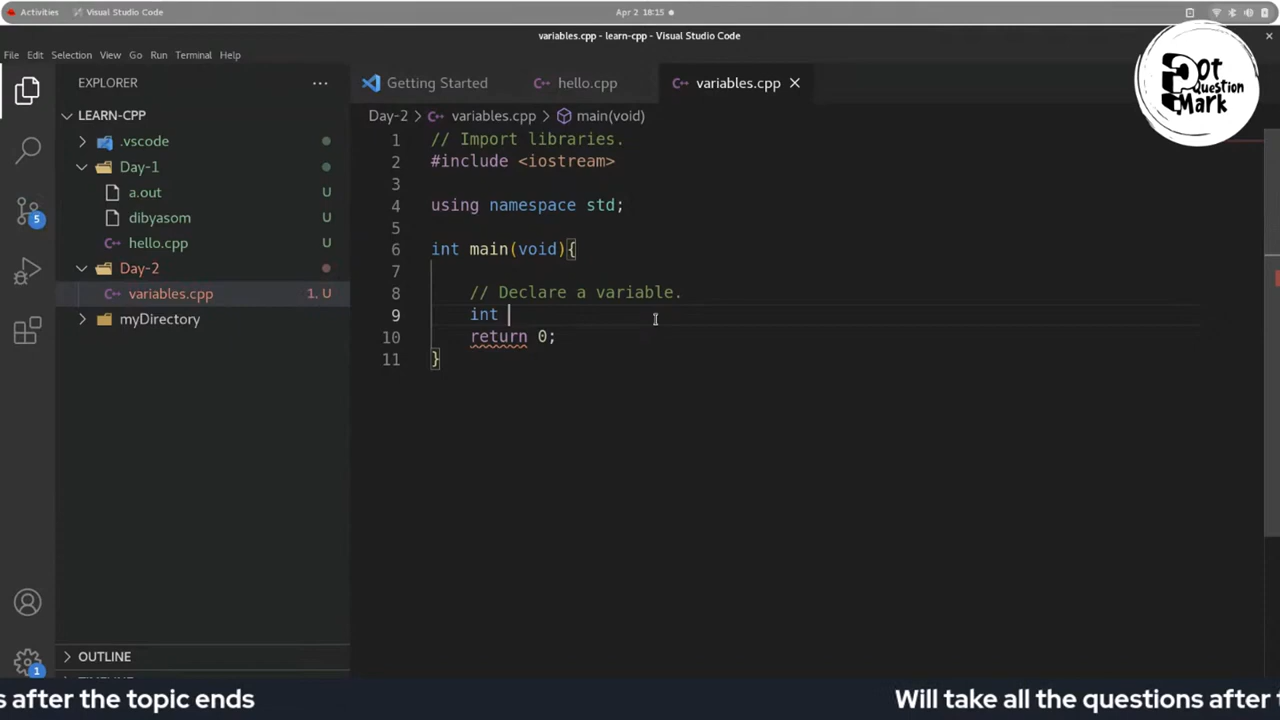 Activities
Visual Studio Code
Apr 2 18:15
variables.cpp - learn-cpp - Visual Studio Code
File Edit Selection View Go Run Terminal Help
Pot
Question
Mark
EXPLORER
LEARN-CPP
.vscode
Day-1
a.out U
dibyasom U
hello.cpp U
Day-2
variables.cpp 1, U
myDirectory
OUTLINE
5
1
Getting Started
hello.cpp
variables.cpp
Day-2 > variables.cpp > main(void)
1 // Import libraries.
2 #include <iostream>
3
4 using namespace std;
5
6 int main(void){
7
8 // Declare a variable.
9 int
10 return 0;
11 }
s after the topic ends
Will take all the questions after t